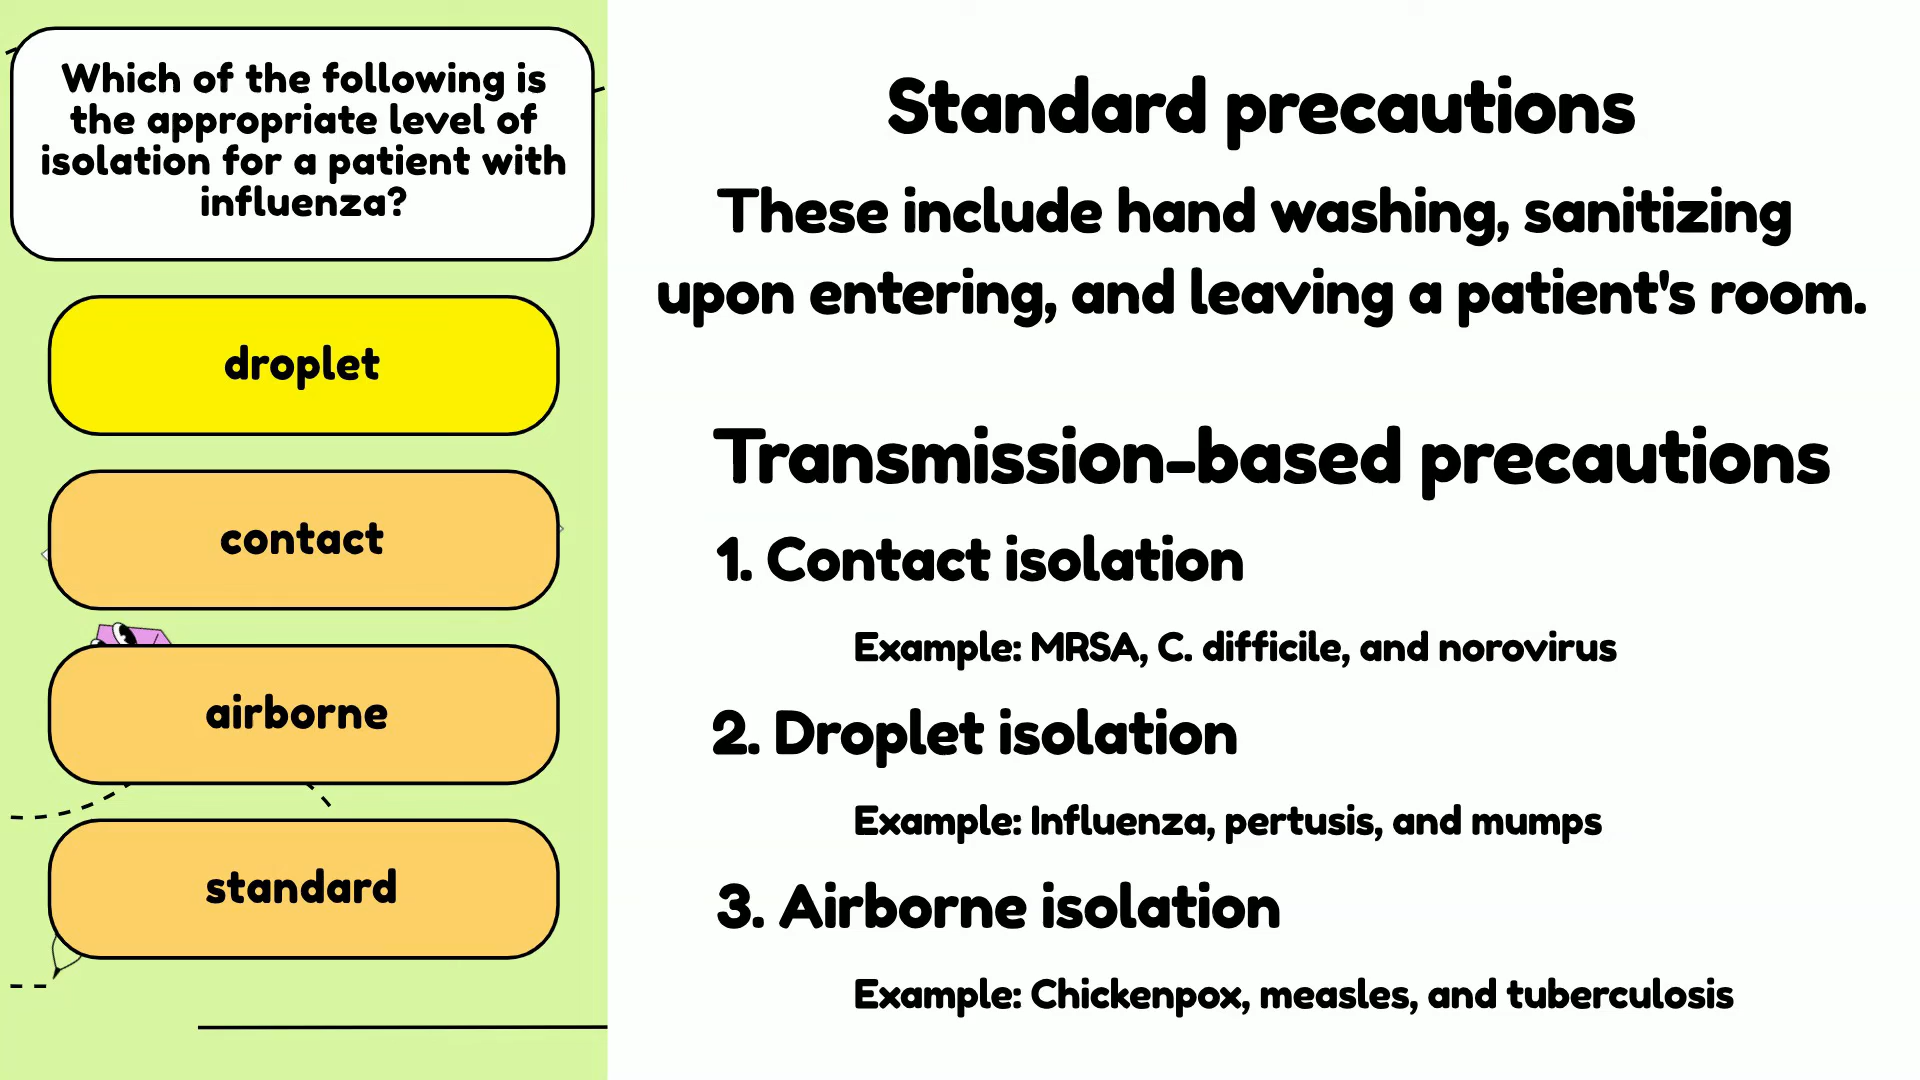 Which of the following is
the appropriate level of
isolation for a patient with
influenza?
droplet
contact
airborne
standard
Standard precautions
These include hand washing, sanitizing
upon entering, and leaving a patient's room.
Transmission-based precautions
1. Contact isolation
Example: MRSA, C. difficile, and norovirus
2. Droplet isolation
Example: Influenza, pertusis, and mumps
3. Airborne isolation
Example: Chickenpox, measles, and tuberculosis